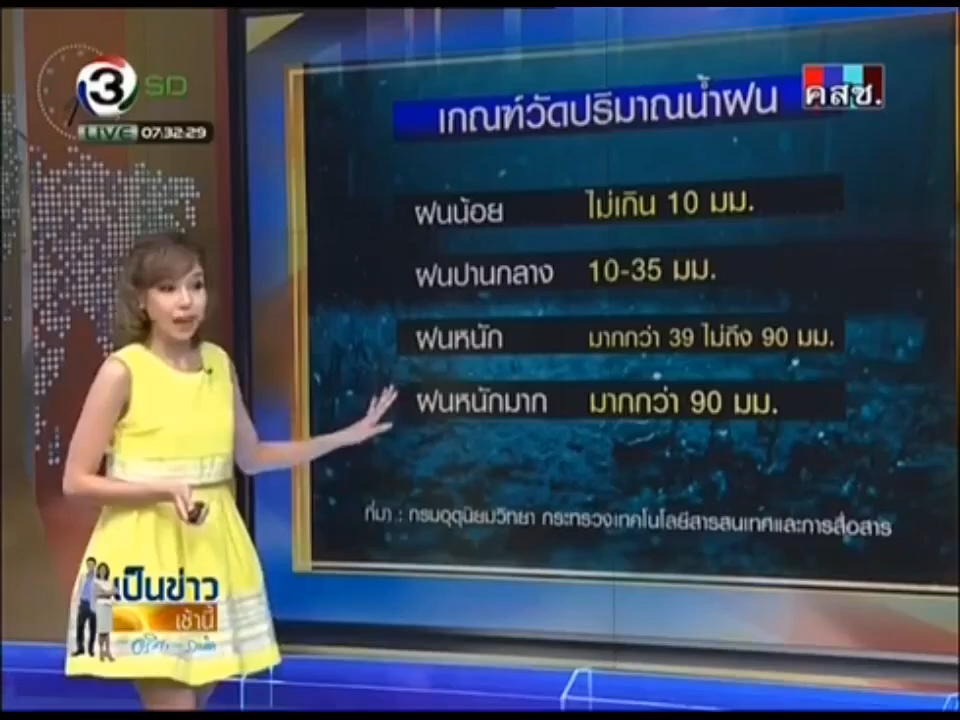 3 SD
LIVE 07:32:29
คสช.
เกณฑ์วัดปริมาณน้ำฝน
ฝนน้อย ไม่เกิน 10 มม.
ฝนปานกลาง 10-35 มม.
ฝนหนัก มากกว่า 39 ไม่ถึง 90 มม.
ฝนหนักมาก มากกว่า 90 มม.
ที่มา : กรมอุตุนิยมวิทยา กระทรวงเทคโนโลยีสารสนเทศและการสื่อสาร
เป็นข่าว
เช้านี้